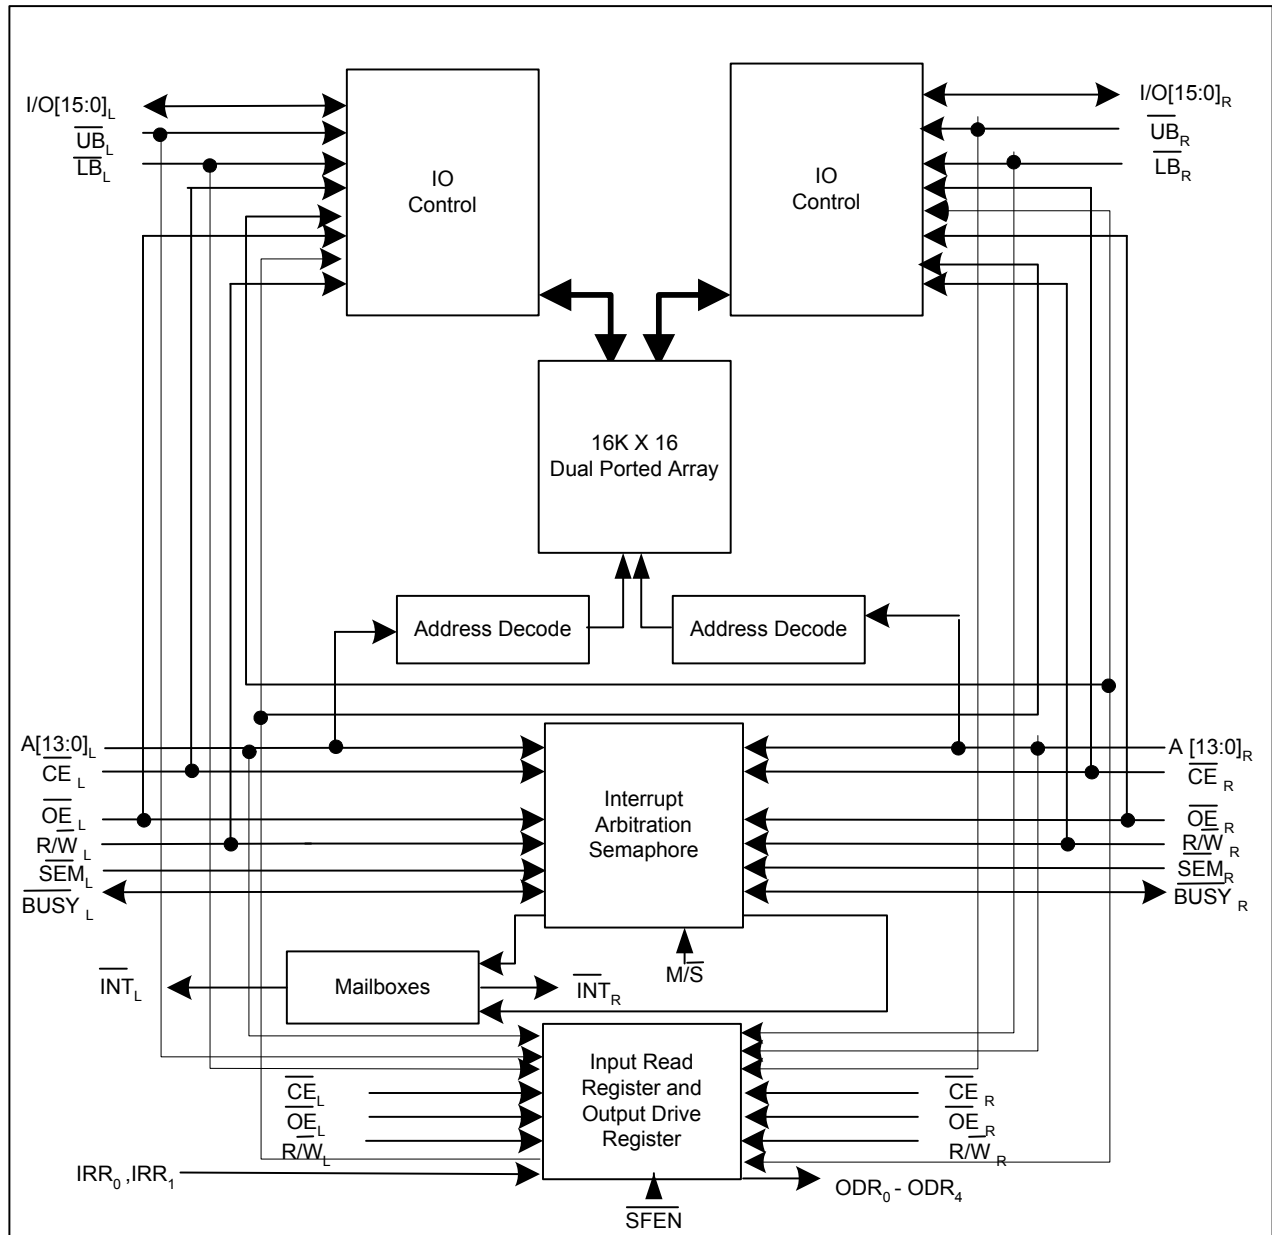 I/O[15:0]L
UBL
LBL
IO
Control
IO
Control
I/O[15:0]R
UBR
LBR
16K X 16
Dual Ported Array
Address Decode
Address Decode
A[13:0]L
CE L
OE L
R/W L
SEML
BUSY L
Interrupt
Arbitration
Semaphore
A [13:0]R
CE R
OE R
R/W R
SEMR
BUSY R
M/S
INTL
Mailboxes
INTR
Input Read
Register and
Output Drive
Register
CEL
OEL
R/WL
CE R
OE R
R/W R
IRR0 ,IRR1
ODR0 - ODR4
SFEN